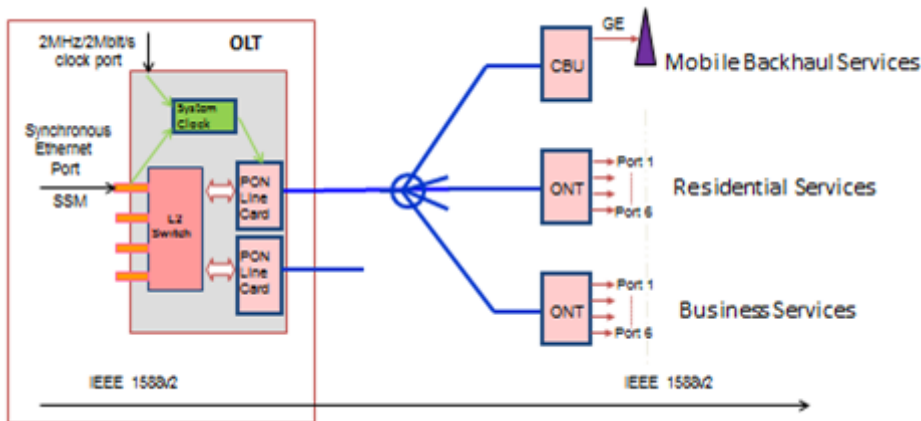 2MHz/2Mbit/s
clock port
OLT
System
Clock
Synchronous
Ethernet
Port
SSM
L2
Switch
PON
Line
Card
PON
Line
Card
CBU
GE
Mobile Backhaul Services
ONT
Port 1
Port 6
Residential Services
ONT
Port 1
Port 6
Business Services
IEEE 1588v2
IEEE 1588v2